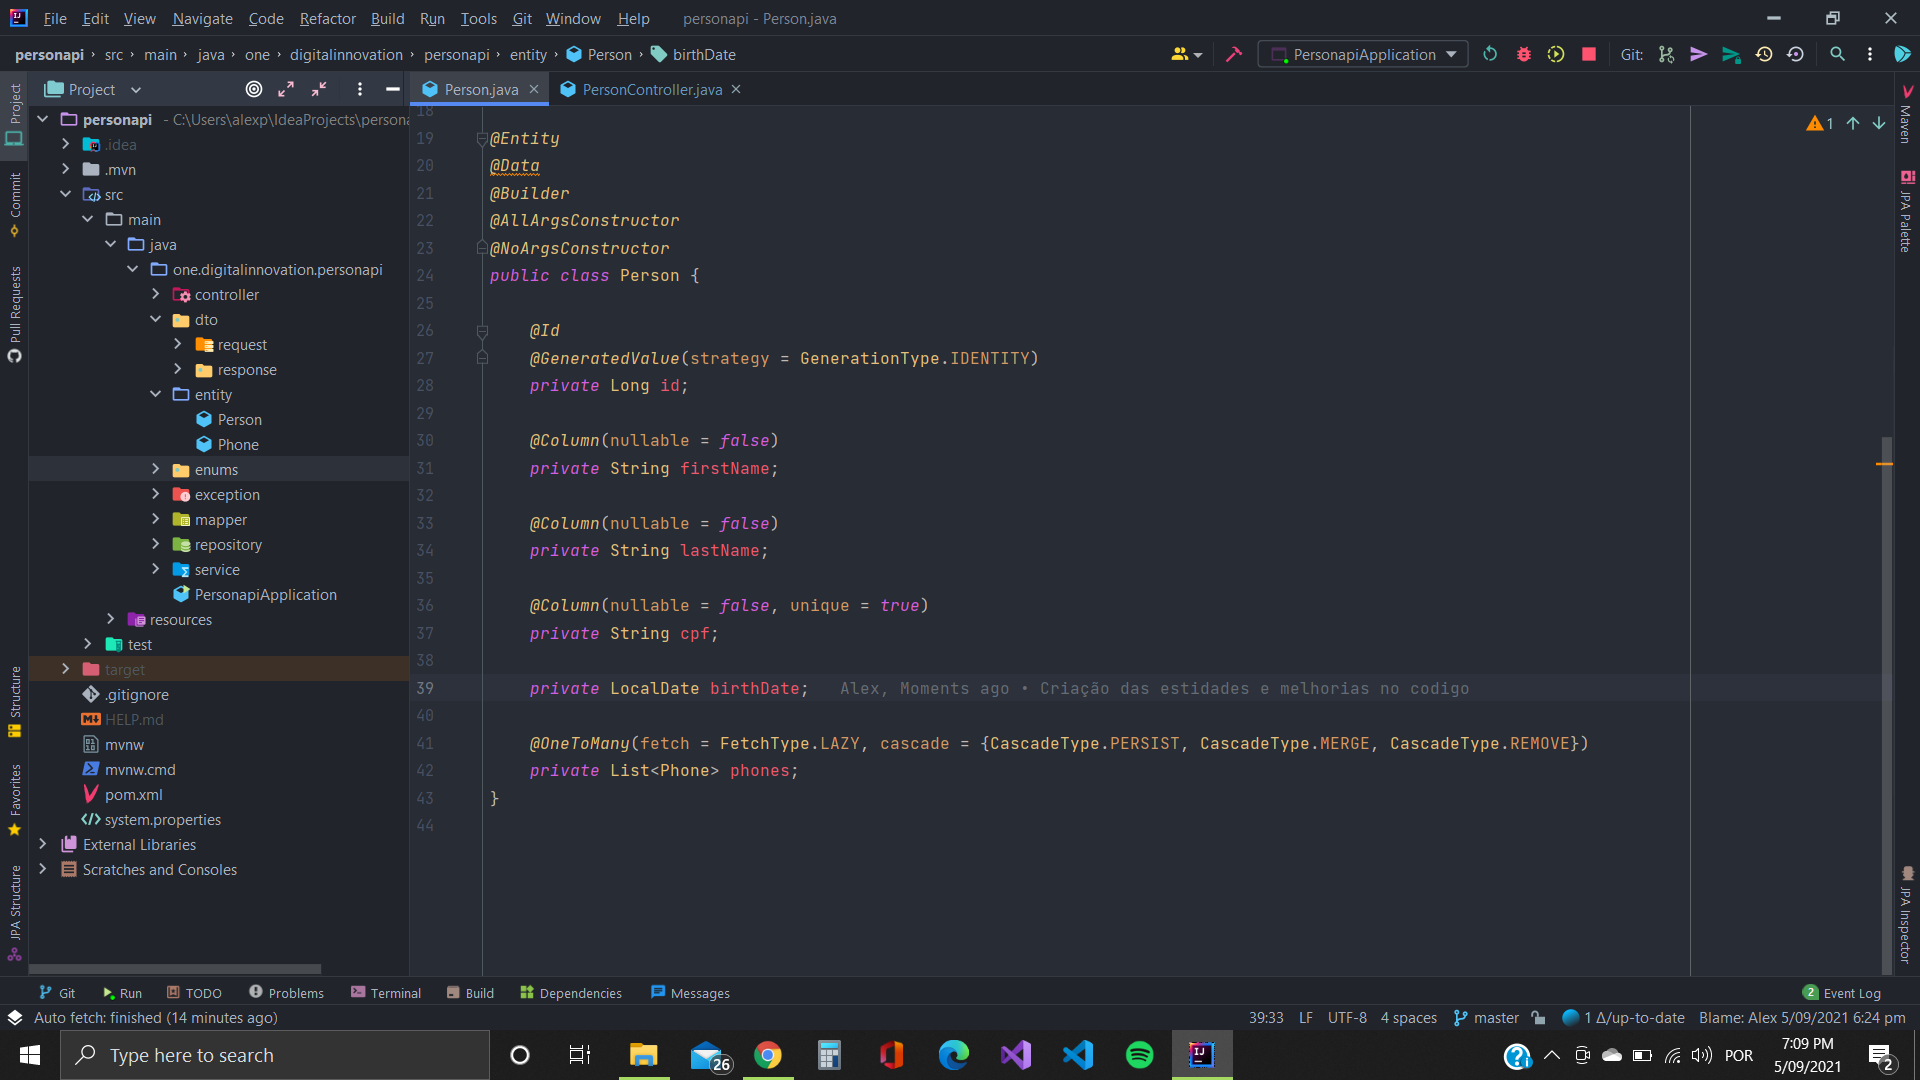 File Edit View Navigate Code Refactor Build Run Tools Git Window Help personapi - Person.java
personapi src main java one digitalinnovation personapi entity Person birthDate PersonapiApplication Git:
Project Person.java PersonController.java
personapi - C:\Users\alexp\IdeaProjects\persona
.idea
.mvn
src
main
java
one.digitalinnovation.personapi
controller
dto
request
response
entity
Person
Phone
enums
exception
mapper
repository
service
PersonapiApplication
resources
test
target
.gitignore
HELP.md
mvnw
mvnw.cmd
pom.xml
system.properties
External Libraries
Scratches and Consoles
Project
Commit
Pull Requests
Structure
Favorites
JPA Structure
18
19 @Entity
20 @Data
21 @Builder
22 @AllArgsConstructor
23 @NoArgsConstructor
24 public class Person {
25
26 @Id
27 @GeneratedValue(strategy = GenerationType.IDENTITY)
28 private Long id;
29
30 @Column(nullable = false)
31 private String firstName;
32
33 @Column(nullable = false)
34 private String lastName;
35
36 @Column(nullable = false, unique = true)
37 private String cpf;
38
39 private LocalDate birthDate; Alex, Moments ago • Criação das estidades e melhorias no codigo
40
41 @OneToMany(fetch = FetchType.LAZY, cascade = {CascadeType.PERSIST, CascadeType.MERGE, CascadeType.REMOVE})
42 private List<Phone> phones;
43 }
44
1
Maven
JPA Palette
JPA Inspector
Git Run TODO Problems Terminal Build Dependencies Messages 2 Event Log
Auto fetch: finished (14 minutes ago) 39:33 LF UTF-8 4 spaces master 1 Δ/up-to-date Blame: Alex 5/09/2021 6:24 pm
Type here to search 26 POR 7:09 PM
5/09/2021 2